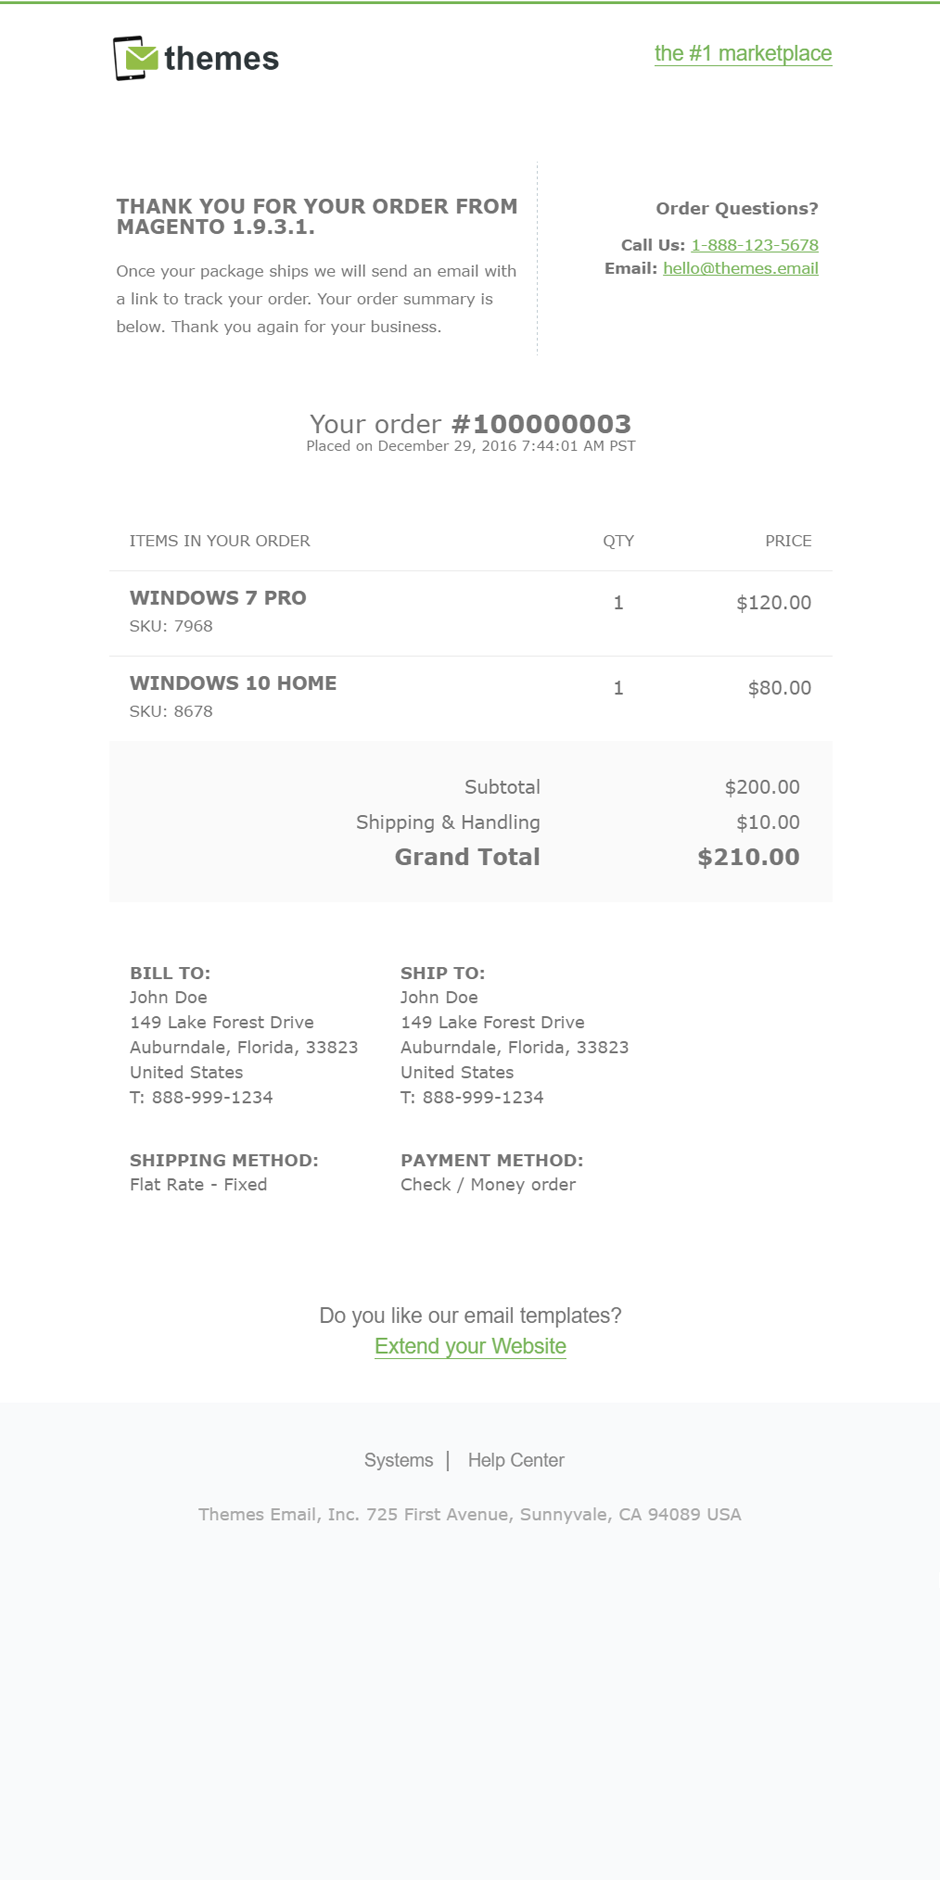 themes
the #1 marketplace
THANK YOU FOR YOUR ORDER FROM
MAGENTO 1.9.3.1.
Once your package ships we will send an email with
a link to track your order. Your order summary is
below. Thank you again for your business.
Order Questions?
Call Us: 1-888-123-5678
Email: hello@themes.email
Your order #100000003
Placed on December 29, 2016 7:44:01 AM PST
ITEMS IN YOUR ORDER QTY PRICE
WINDOWS 7 PRO 1 $120.00
SKU: 7968
WINDOWS 10 HOME 1 $80.00
SKU: 8678
Subtotal $200.00
Shipping & Handling $10.00
Grand Total $210.00
BILL TO:
John Doe
149 Lake Forest Drive
Auburndale, Florida, 33823
United States
T: 888-999-1234
SHIP TO:
John Doe
149 Lake Forest Drive
Auburndale, Florida, 33823
United States
T: 888-999-1234
SHIPPING METHOD:
Flat Rate - Fixed
PAYMENT METHOD:
Check / Money order
Do you like our email templates?
Extend your Website
Systems | Help Center
Themes Email, Inc. 725 First Avenue, Sunnyvale, CA 94089 USA